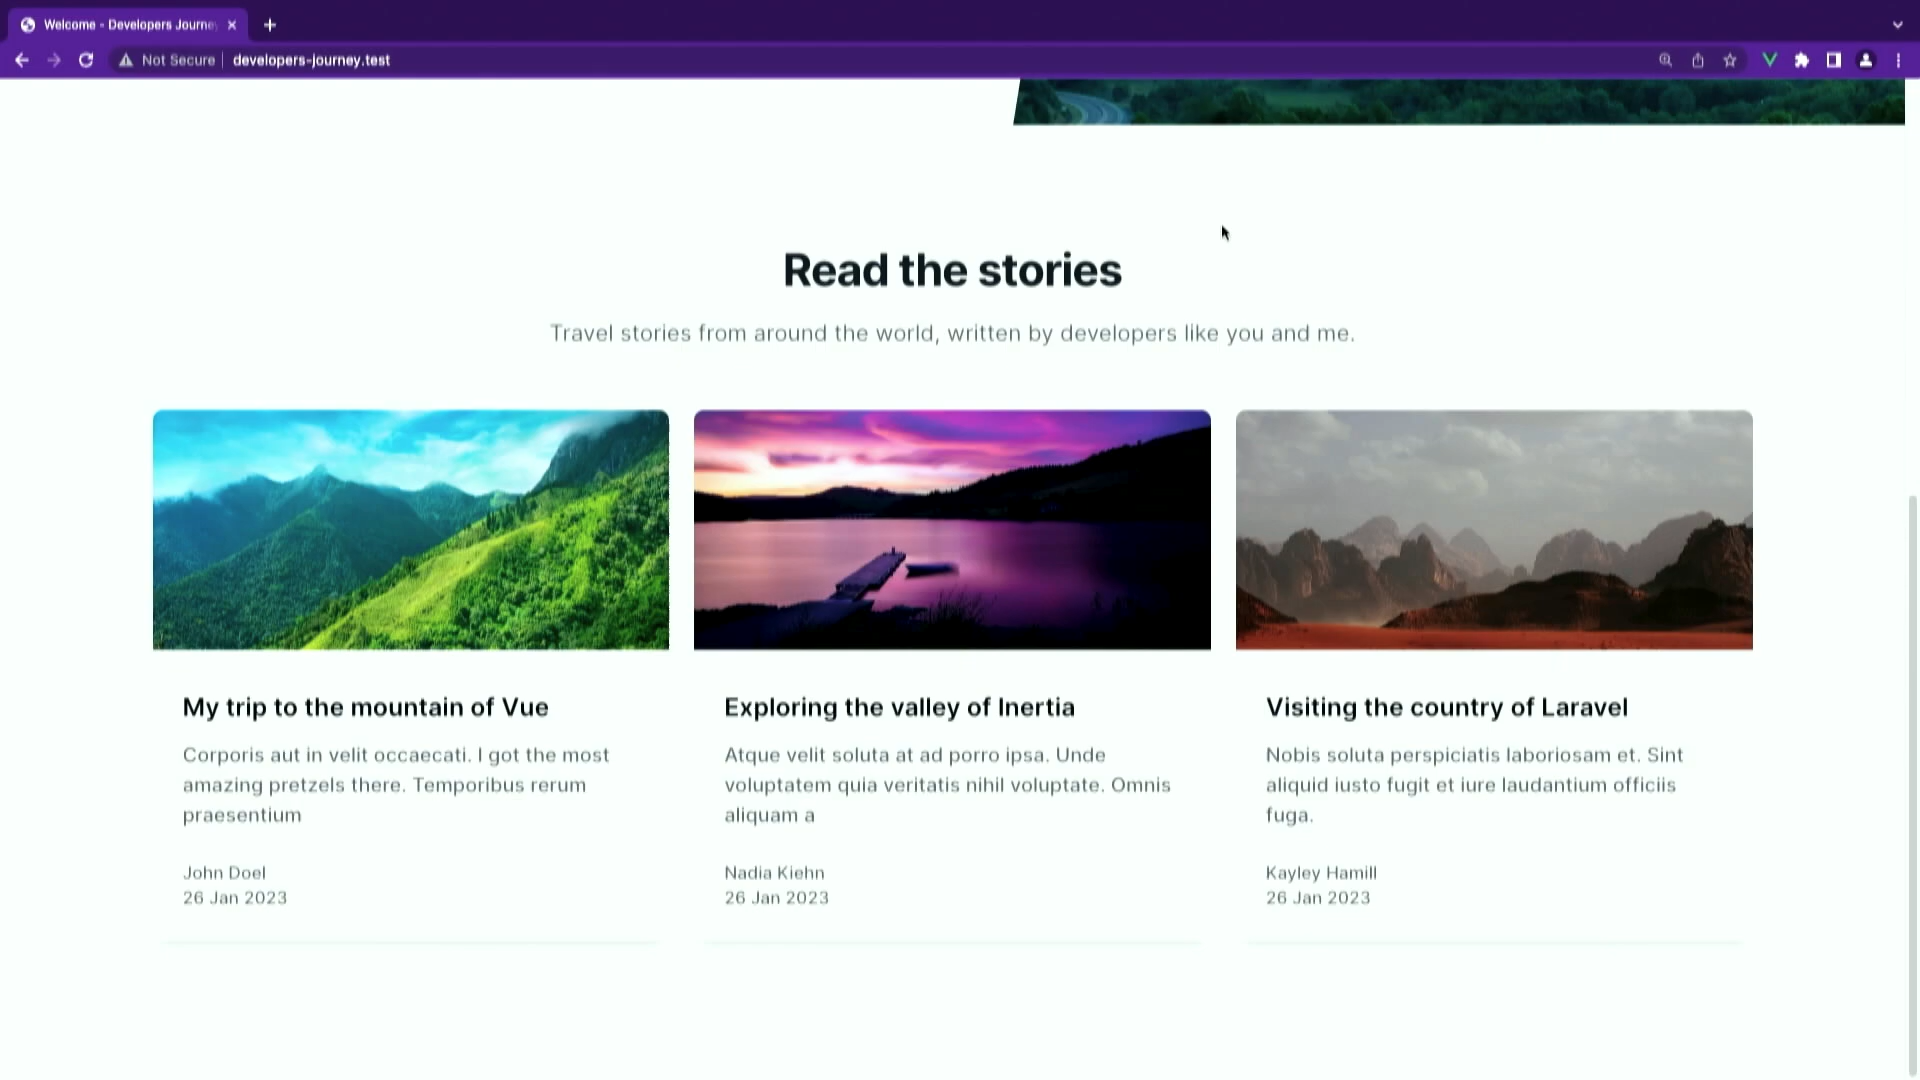 Welcome - Developers Journe
Not Secure
developers-journey.test
Read the stories
Travel stories from around the world, written by developers like you and me.
My trip to the mountain of Vue
Corporis aut in velit occaecati. I got the most
amazing pretzels there. Temporibus rerum
praesentium
John Doel
26 Jan 2023
Exploring the valley of Inertia
Atque velit soluta at ad porro ipsa. Unde
voluptatem quia veritatis nihil voluptate. Omnis
aliquam a
Nadia Kiehn
26 Jan 2023
Visiting the country of Laravel
Nobis soluta perspiciatis laboriosam et. Sint
aliquid iusto fugit et iure laudantium officiis
fuga.
Kayley Hamill
26 Jan 2023